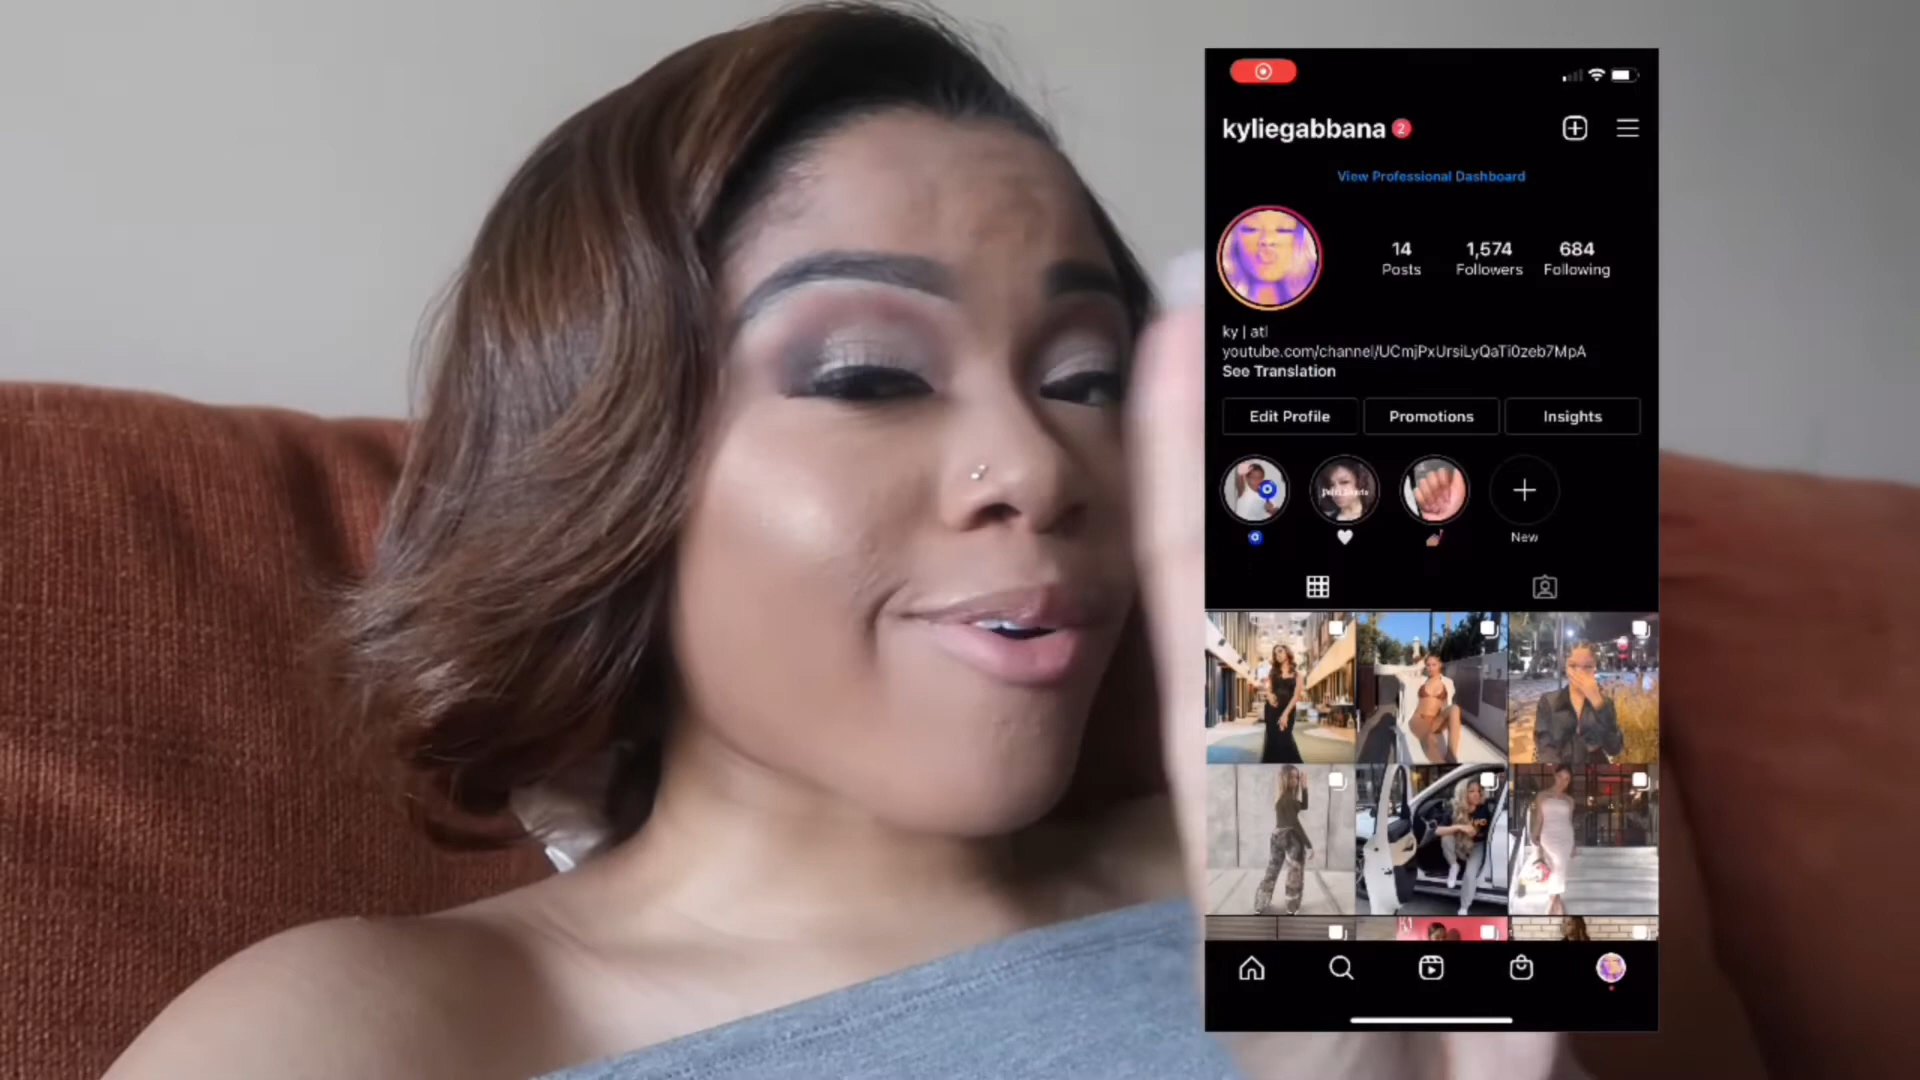 kyliegabbana 2
View Professional Dashboard
14 1,574 684
Posts Followers Following
ky | atl
youtube.com/channel/UCmjPxUrsiLyQaTi0zeb7MpA
See Translation
Edit Profile Promotions Insights
New